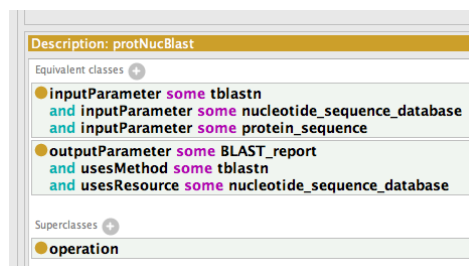 Description: protNucBlast
Equivalent classes
inputParameter some tblastn
and inputParameter some nucleotide_sequence_database
and inputParameter some protein_sequence
outputParameter some BLAST_report
and usesMethod some tblastn
and usesResource some nucleotide_sequence_database
Superclasses
operation